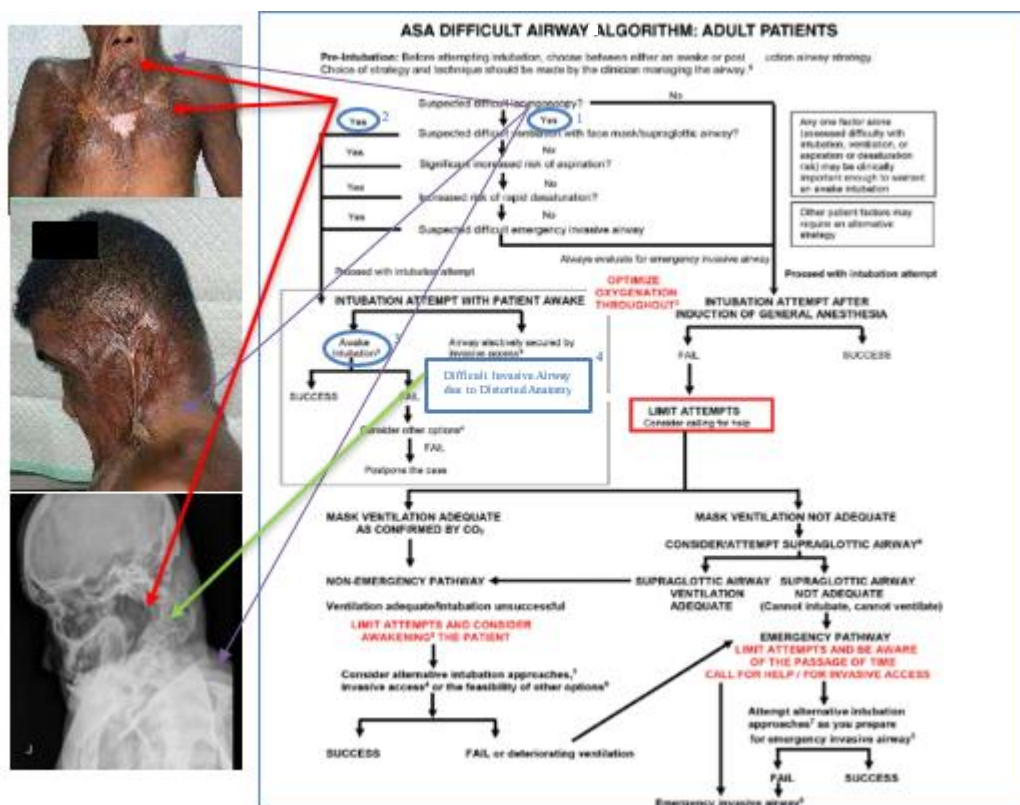 ASA DIFFICULT AIRWAY ALGORITHM: ADULT PATIENTS
Pre-Intubation: Before attempting intubation, choose between either an awake or post uction airway strategy.
Choice of strategy and technique should be made by the clinician managing the airway.
Suspected difficult laryngoscopy?
No
Yes 2
Yes 1
Suspected difficult ventilation with face mask/supraglottic airway?
Yes
No
Significant increased risk of aspiration?
Yes
No
Increased risk of rapid desaturation?
Yes
No
Suspected difficult emergency invasive airway
Any one factor alone
(assessed difficulty with
intubation, ventilation, or
aspiration or desaturation
risk) may be clinically
important enough to warrant
an awake intubation
Other patient factors may
require an alternative
strategy
Always evaluate for emergency invasive airway
Proceed with intubation attempt
Proceed with intubation attempt
OPTIMIZE
OXYGENATION
THROUGHOUT
INTUBATION ATTEMPT WITH PATIENT AWAKE
Awake
Intubation
3
Airway electively secured by
invasive access
4
Difficult Invasive Airway
due to Distorted Anatomy
SUCCESS
FAIL
Consider other options
FAIL
Postpone the case
INTUBATION ATTEMPT AFTER
INDUCTION OF GENERAL ANESTHESIA
FAIL
SUCCESS
LIMIT ATTEMPTS
Consider calling for help
MASK VENTILATION ADEQUATE
AS CONFIRMED BY CO₂
NON-EMERGENCY PATHWAY
Ventilation adequate/Intubation unsuccessful
LIMIT ATTEMPTS AND CONSIDER
AWAKENING THE PATIENT
Consider alternative intubation approaches,
invasive access or the feasibility of other options
SUCCESS
FAIL or deteriorating ventilation
MASK VENTILATION NOT ADEQUATE
CONSIDER/ATTEMPT SUPRAGLOTTIC AIRWAY
SUPRAGLOTTIC AIRWAY
VENTILATION
ADEQUATE
SUPRAGLOTTIC AIRWAY
NOT ADEQUATE
(Cannot intubate, cannot ventilate)
EMERGENCY PATHWAY
LIMIT ATTEMPTS AND BE AWARE
OF THE PASSAGE OF TIME
CALL FOR HELP / FOR INVASIVE ACCESS
Attempt alternative intubation
approaches as you prepare
for emergency invasive airway
FAIL
SUCCESS
Emergency invasive airway